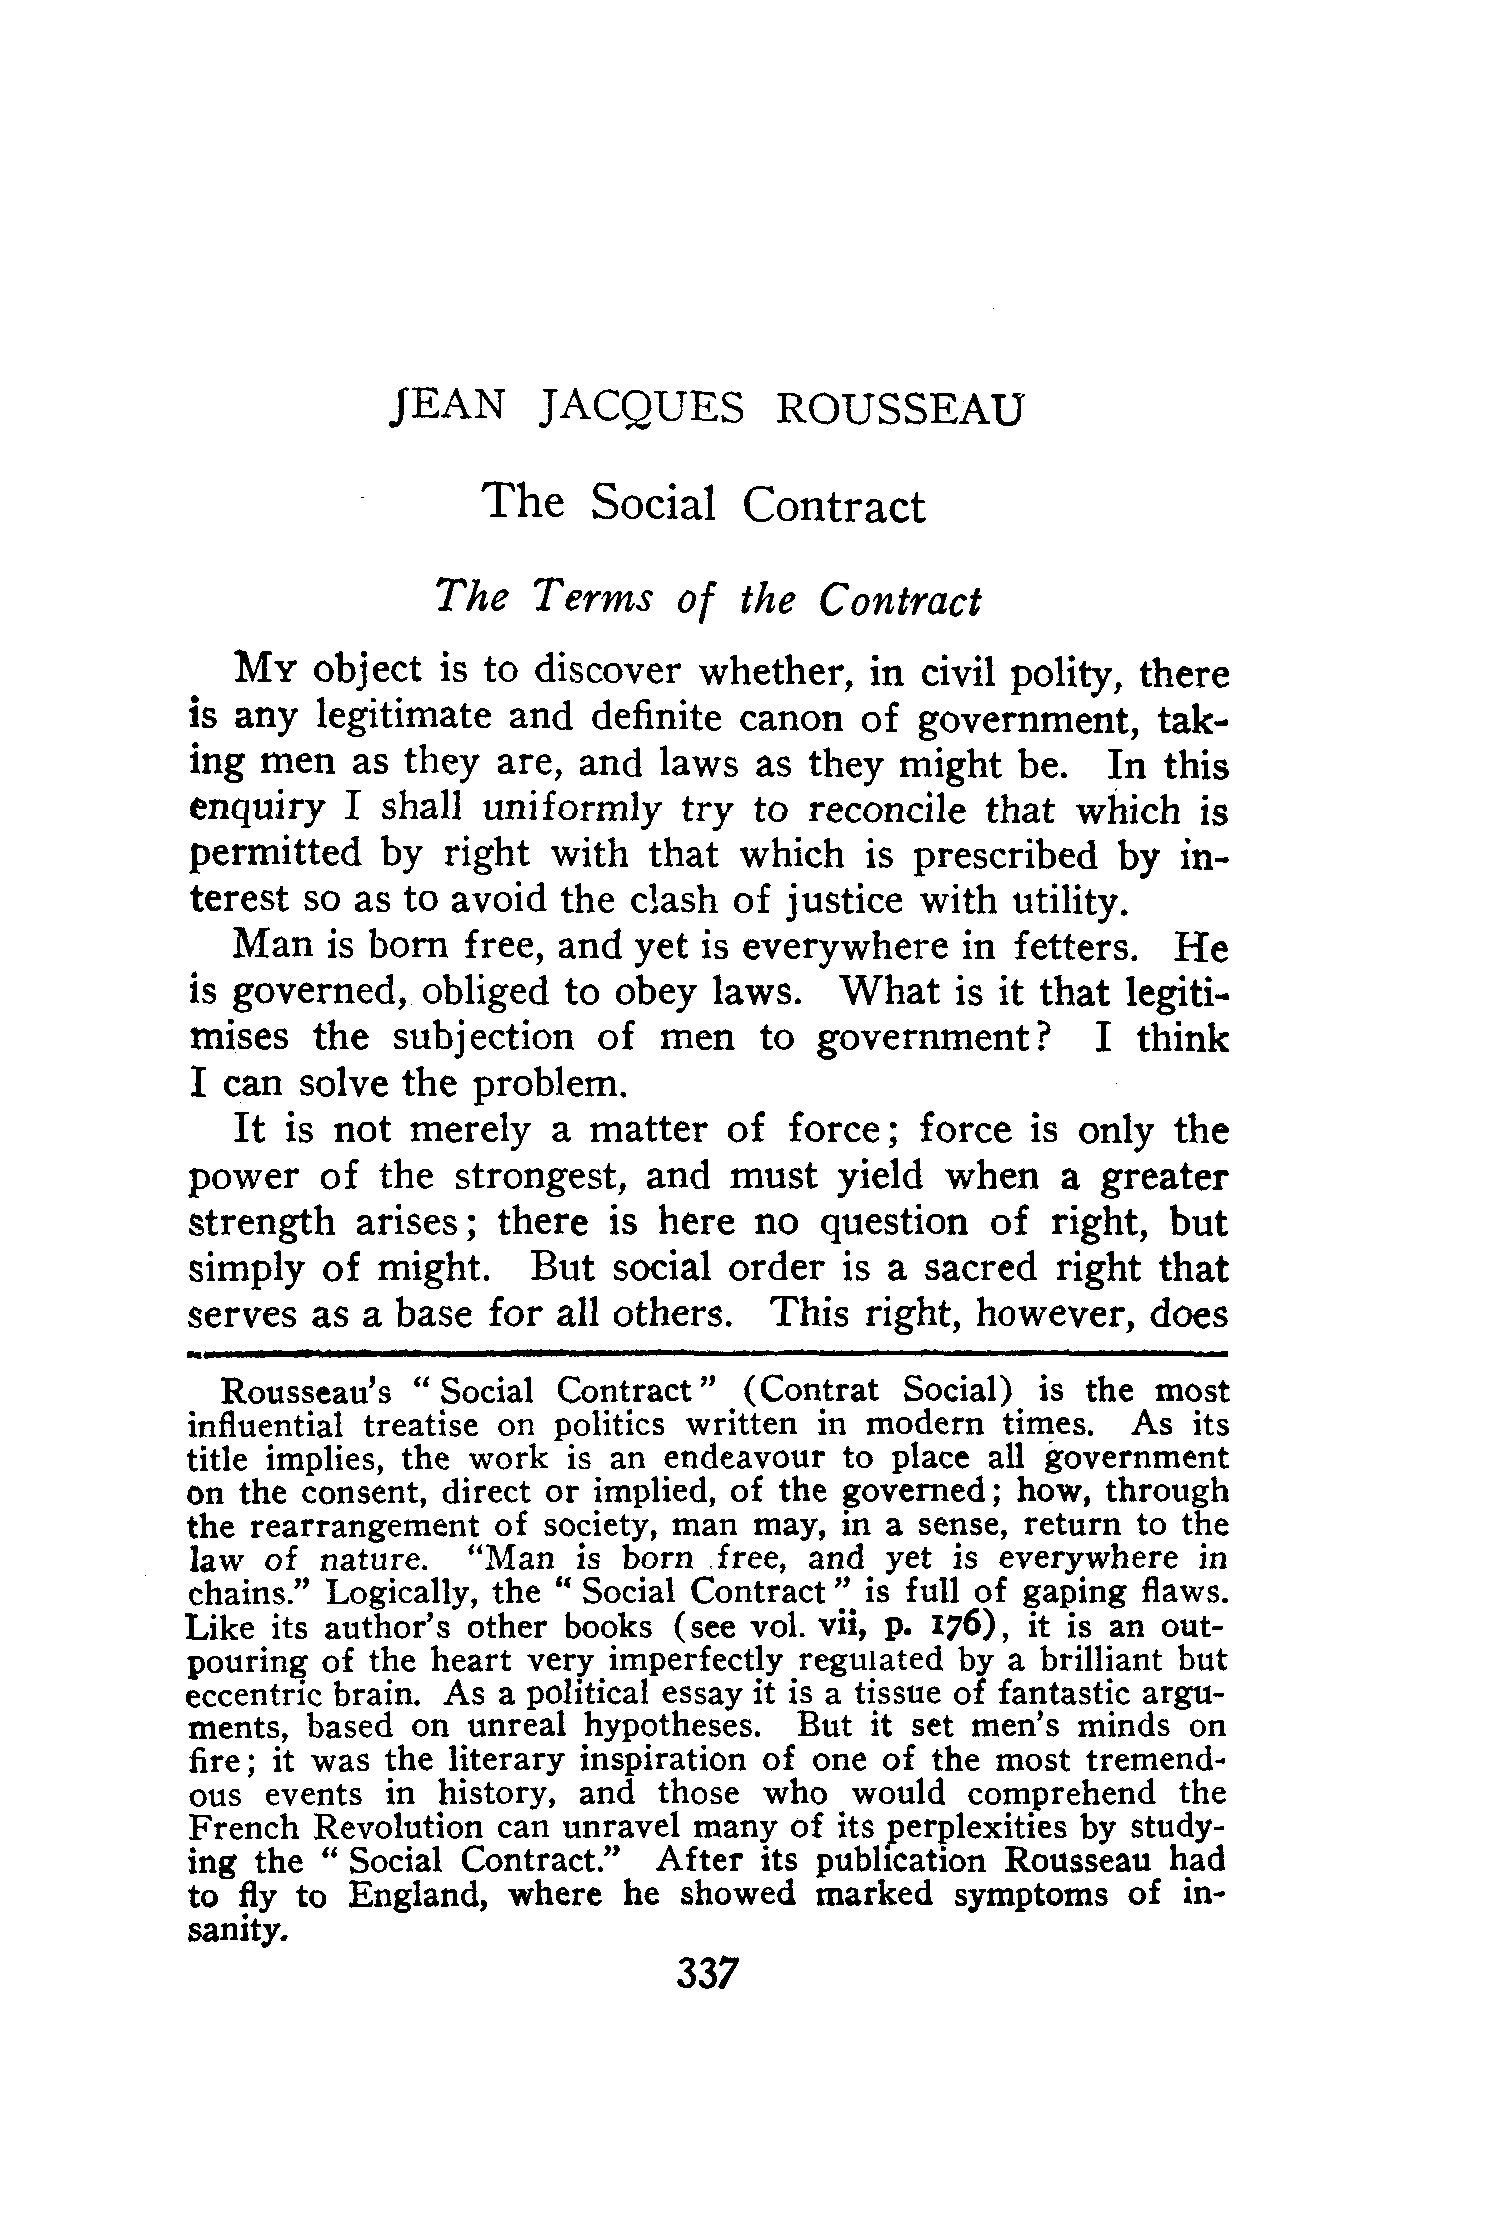 JEAN JACQUES ROUSSEAU
The Social Contract
The Terms of the Contract
My object is to discover whether, in civil polity, there
is any legitimate and definite canon of government, tak-
ing men as they are, and laws as they might be. In this
enquiry I shall uniformly try to reconcile that which is
permitted by right with that which is prescribed by in-
terest so as to avoid the clash of justice with utility.
Man is born free, and yet is everywhere in fetters. He
is governed, obliged to obey laws. What is it that legiti-
mises the subjection of men to government? I think
I can solve the problem.
It is not merely a matter of force; force is only the
power of the strongest, and must yield when a greater
strength arises; there is here no question of right, but
simply of might. But social order is a sacred right that
serves as a base for all others. This right, however, does
Rousseau's "Social Contract" (Contrat Social) is the most
influential treatise on politics written in modern times. As its
title implies, the work is an endeavour to place all government
on the consent, direct or implied, of the governed; how, through
the rearrangement of society, man may, in a sense, return to the
law of nature. "Man is born free, and yet is everywhere in
chains." Logically, the "Social Contract" is full of gaping flaws.
Like its author's other books (see vol. vii, p. 176), it is an out-
pouring of the heart very imperfectly regulated by a brilliant but
eccentric brain. As a political essay it is a tissue of fantastic argu-
ments, based on unreal hypotheses. But it set men's minds on
fire; it was the literary inspiration of one of the most tremend-
ous events in history, and those who would comprehend the
French Revolution can unravel many of its perplexities by study-
ing the "Social Contract." After its publication Rousseau had
to fly to England, where he showed marked symptoms of in-
sanity.
337